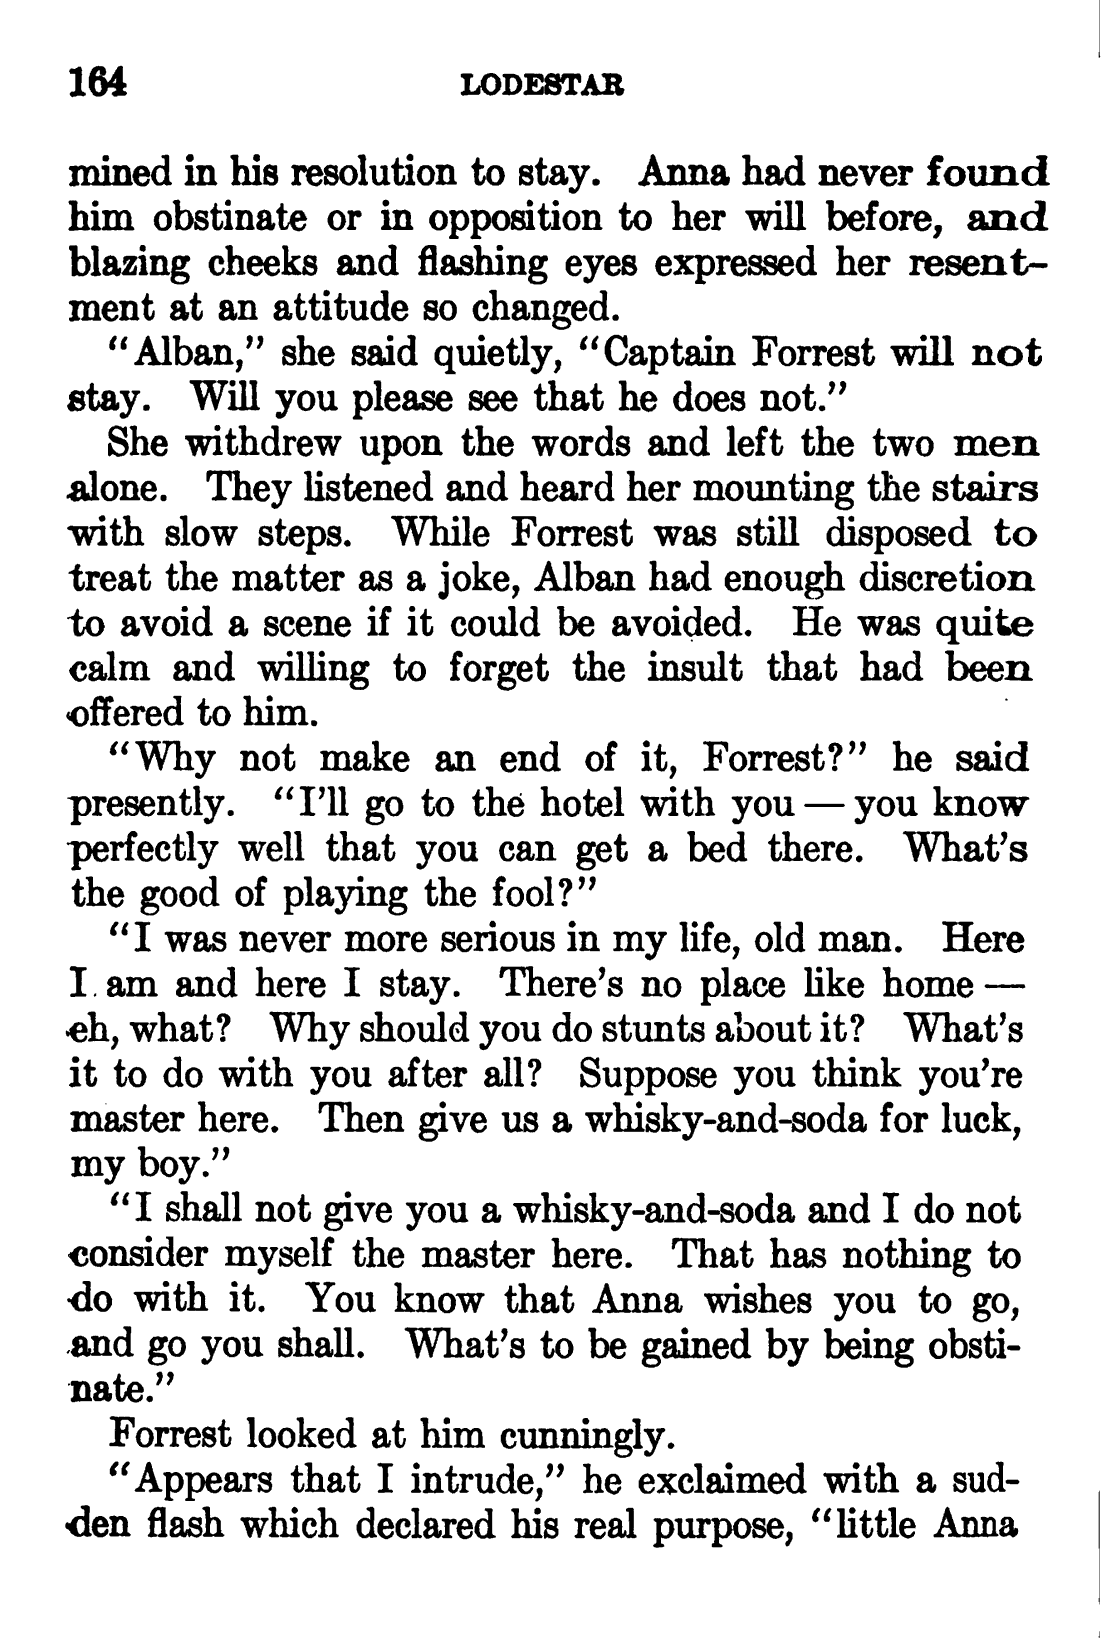 164 LODESTAR
mined in his resolution to stay. Anna had never found
him obstinate or in opposition to her will before, and
blazing cheeks and flashing eyes expressed her resent-
ment at an attitude so changed.
"Alban," she said quietly, "Captain Forrest will not
stay. Will you please see that he does not."
She withdrew upon the words and left the two men
alone. They listened and heard her mounting the stairs
with slow steps. While Forrest was still disposed to
treat the matter as a joke, Alban had enough discretion
to avoid a scene if it could be avoided. He was quite
calm and willing to forget the insult that had been
offered to him.
"Why not make an end of it, Forrest?" he said
presently. "I'll go to the hotel with you — you know
perfectly well that you can get a bed there. What's
the good of playing the fool?"
"I was never more serious in my life, old man. Here
I am and here I stay. There's no place like home —
eh, what? Why should you do stunts about it? What's
it to do with you after all? Suppose you think you're
master here. Then give us a whisky-and-soda for luck,
my boy."
"I shall not give you a whisky-and-soda and I do not
consider myself the master here. That has nothing to
do with it. You know that Anna wishes you to go,
and go you shall. What's to be gained by being obsti-
nate."
Forrest looked at him cunningly.
"Appears that I intrude," he exclaimed with a sud-
den flash which declared his real purpose, "little Anna